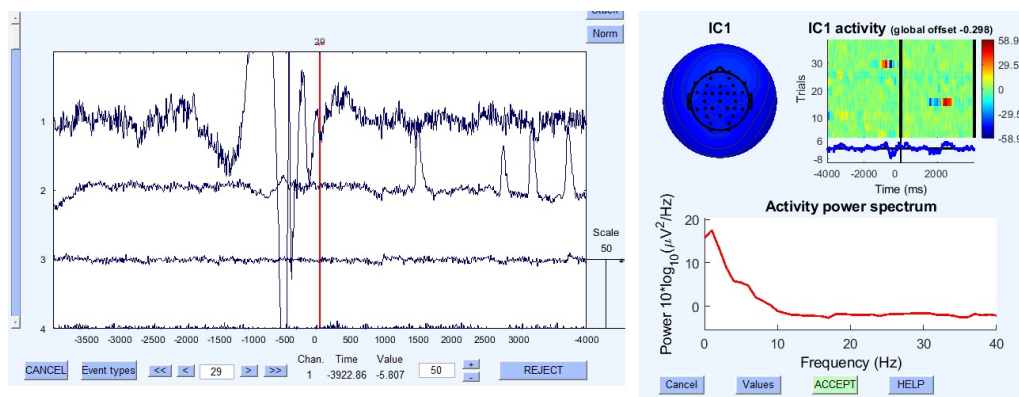 Stack
Norm
29
1
2
3
4
Scale
50
-3500 -3000 -2500 -2000 -1500 -1000 -500 0 500 1000 1500 2000 2500 3000 4000
CANCEL Event types << < 29 > >> Chan. Time Value 50 + - REJECT
1 -3922.86 -5.807
IC1
IC1 activity (global offset -0.298)
Trials
30
20
10
58.9
29.5
0
-29.5
-58.9
6
-8
-4000 -2000 0 2000
Time (ms)
Activity power spectrum
Power 10*log10(μV2/Hz)
20
10
0
0 10 20 30 40
Frequency (Hz)
Cancel Values ACCEPT HELP